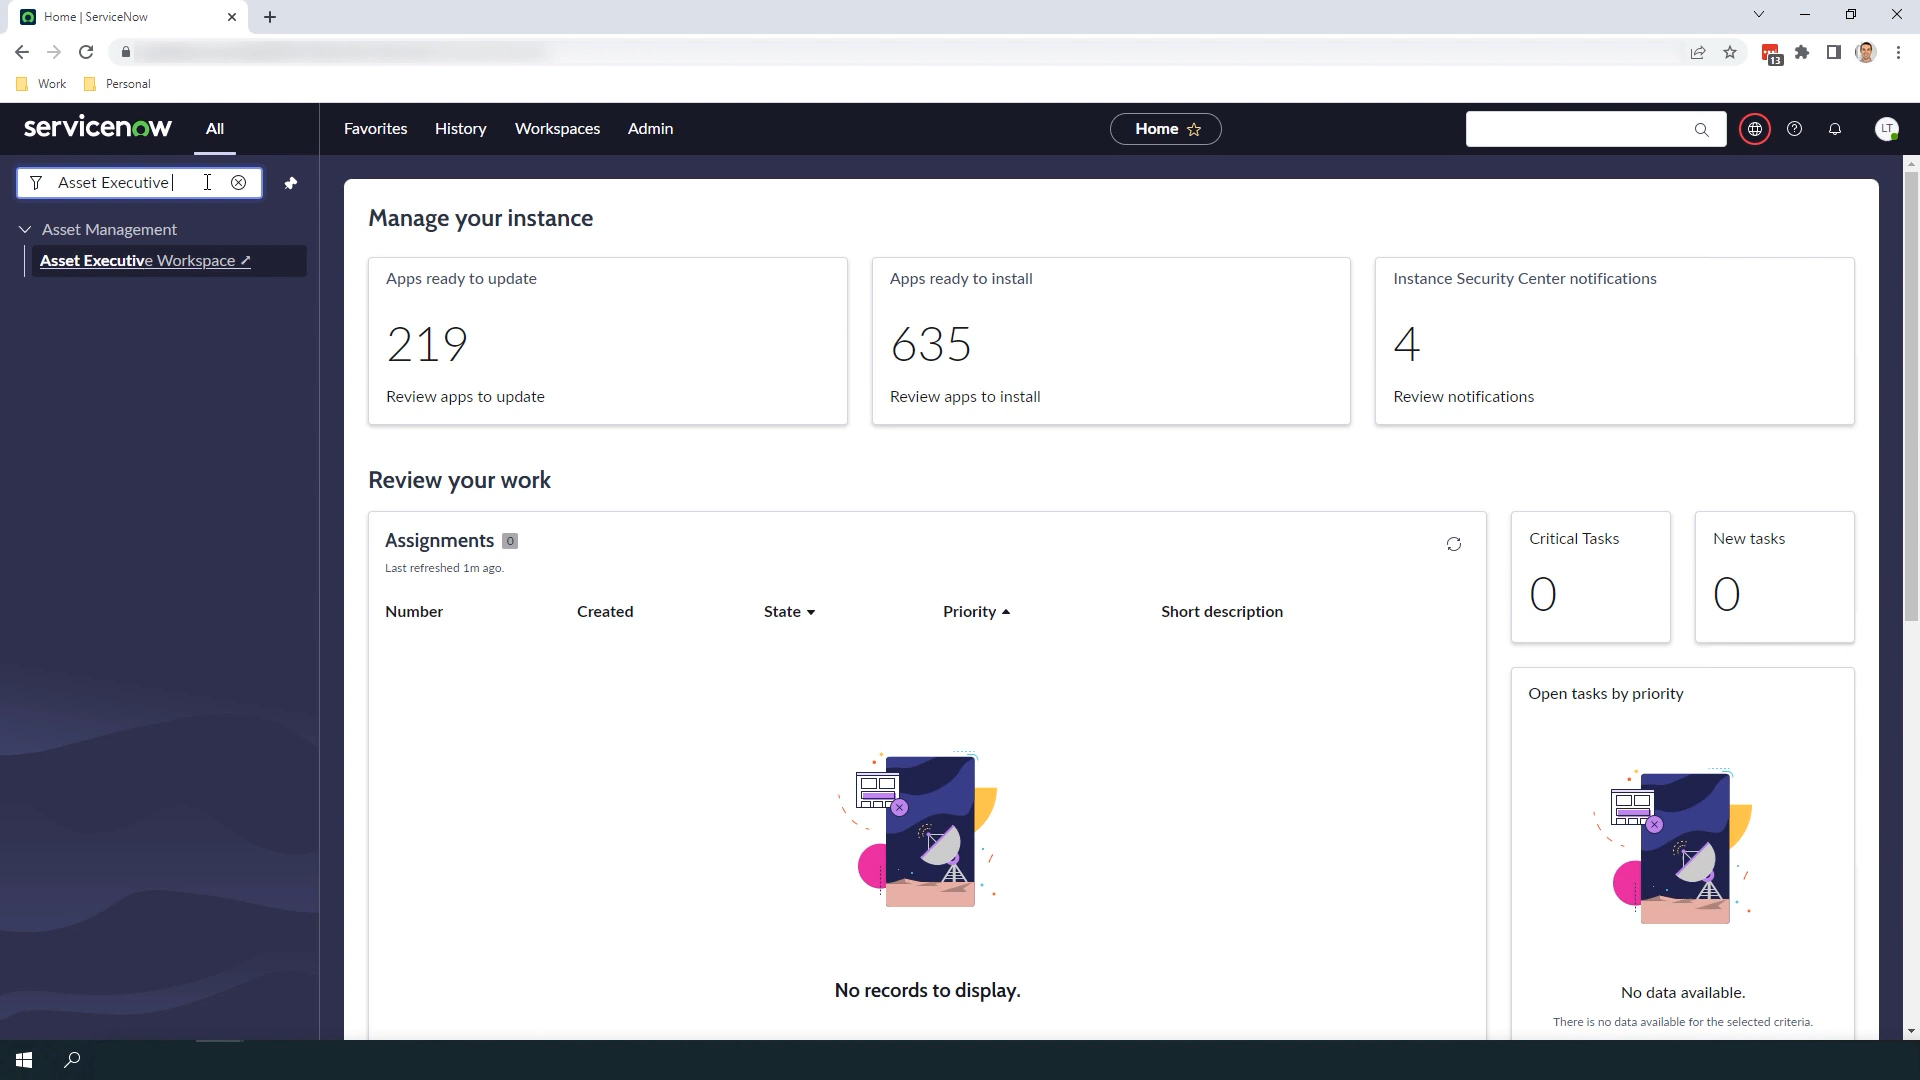 Home | ServiceNow
13
Work
Personal
servicenow
All
Favorites
History
Workspaces
Admin
Home
LT
Asset Executive
Asset Management
Asset Executive Workspace
Manage your instance
Apps ready to update
219
Review apps to update
Apps ready to install
635
Review apps to install
Instance Security Center notifications
4
Review notifications
Review your work
Assignments 0
Last refreshed 1m ago.
Number
Created
State
Priority
Short description
No records to display.
Critical Tasks
0
New tasks
0
Open tasks by priority
No data available.
There is no data available for the selected criteria.